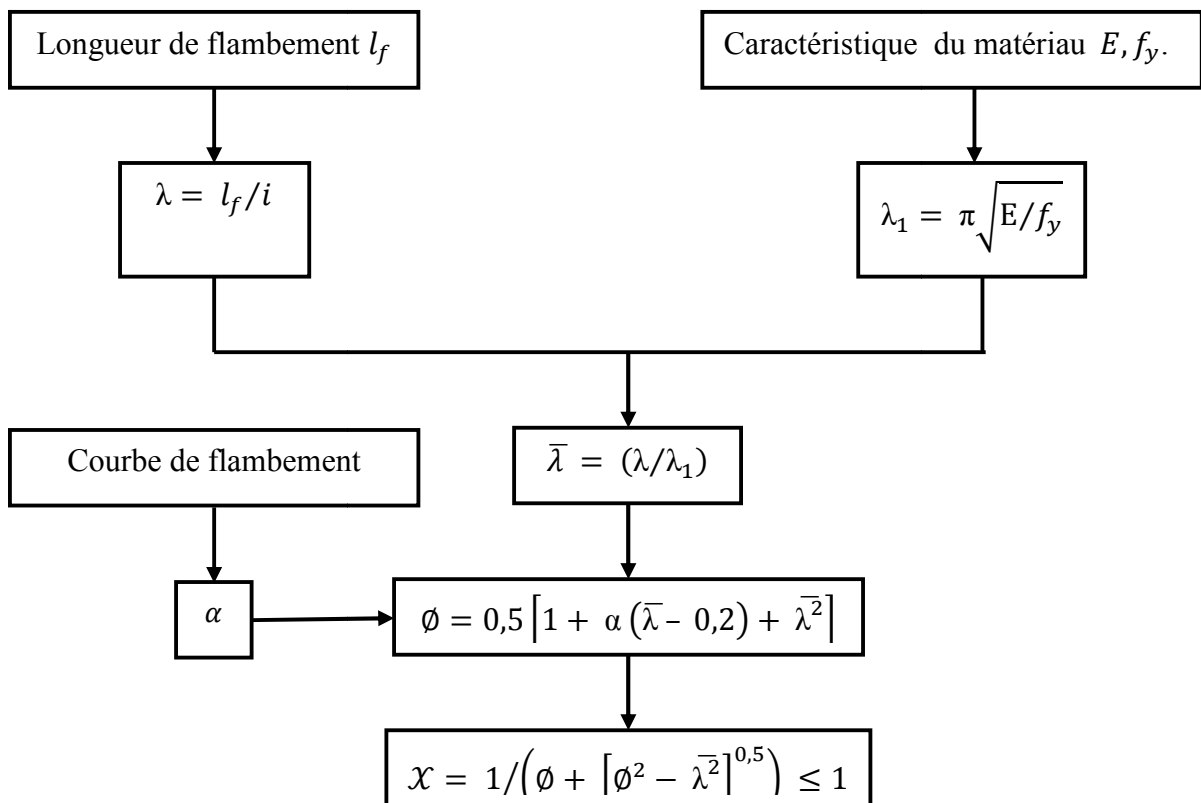 Longueur de flambement l_f
Caractéristique du matériau E, f_y.
λ = l_f/i
λ₁ = π√(E/f_y)
λ̅ = (λ/λ₁)
Courbe de flambement
α
∅ = 0,5 [1 + α (λ̅ – 0,2) + λ̅²]
𝒳 = 1/(∅ + [∅² − λ̅²]^0,5) ≤ 1